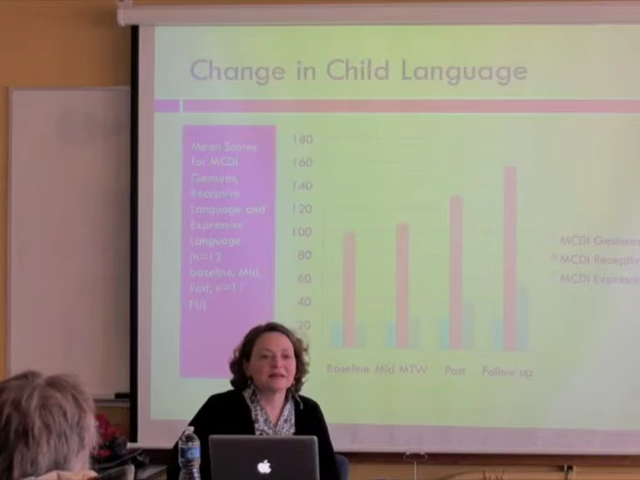 Change in Child Language
Mean Scores
for MCDI
Gestures,
Receptive
Language and
Expressive
Language
(n=12
baseline, Mid,
Post, n=11
FU)
180
160
140
120
100
80
60
40
20
Baseline Mid MTW Post Follow up
MCDI Gestures
MCDI Receptiv
MCDI Express